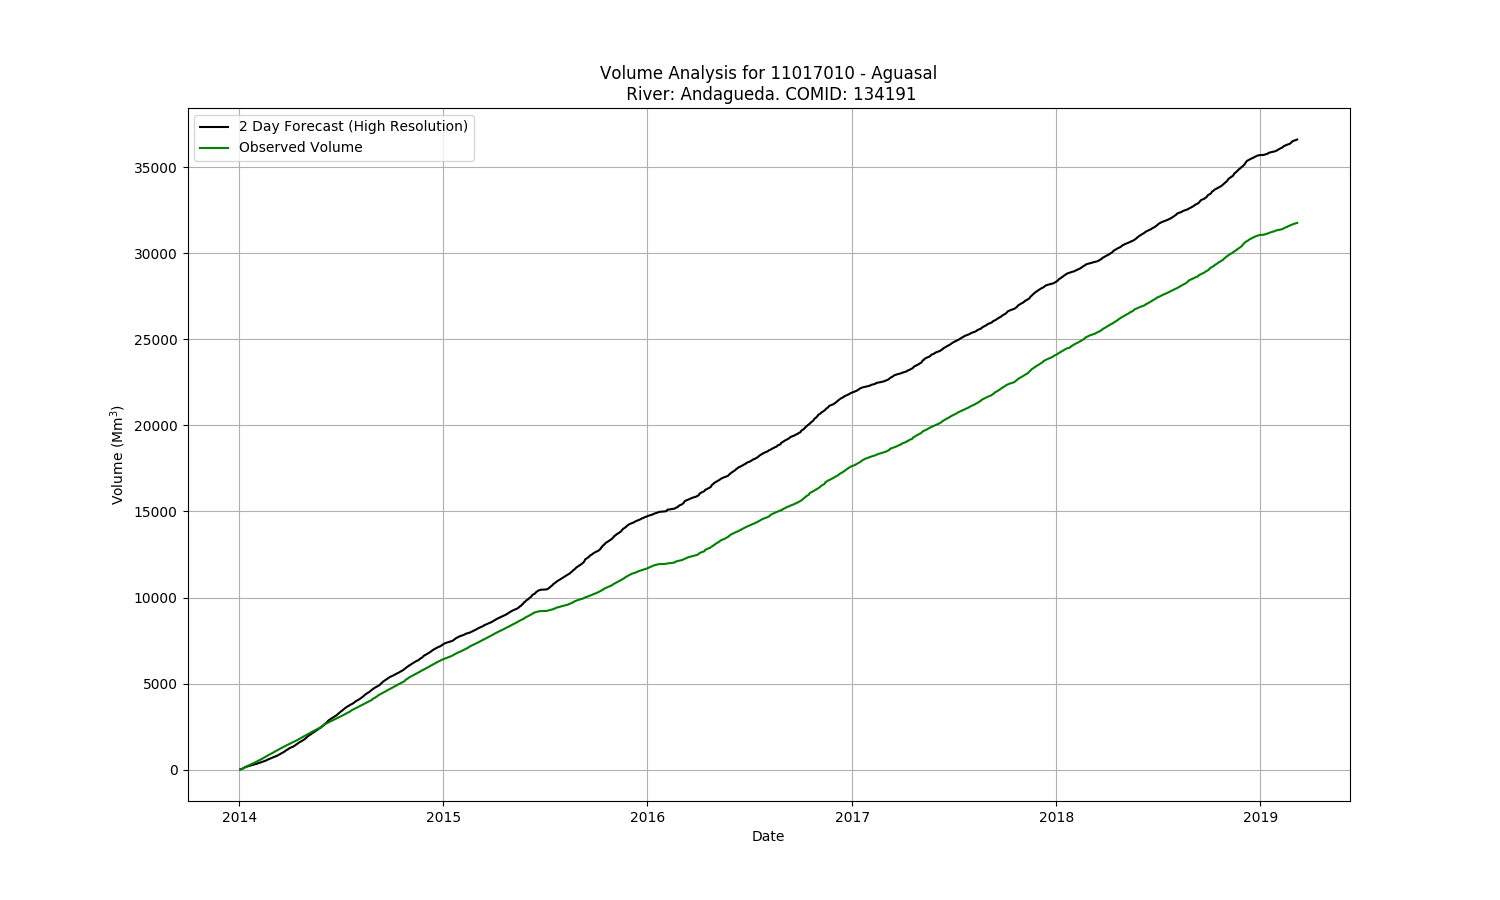 Volume Analysis for 11017010 - Aguasal
River: Andagueda. COMID: 134191
2 Day Forecast (High Resolution)
Observed Volume
35000
30000
25000
20000
15000
10000
5000
0
Volume (Mm³)
2014 2015 2016 2017 2018 2019
Date